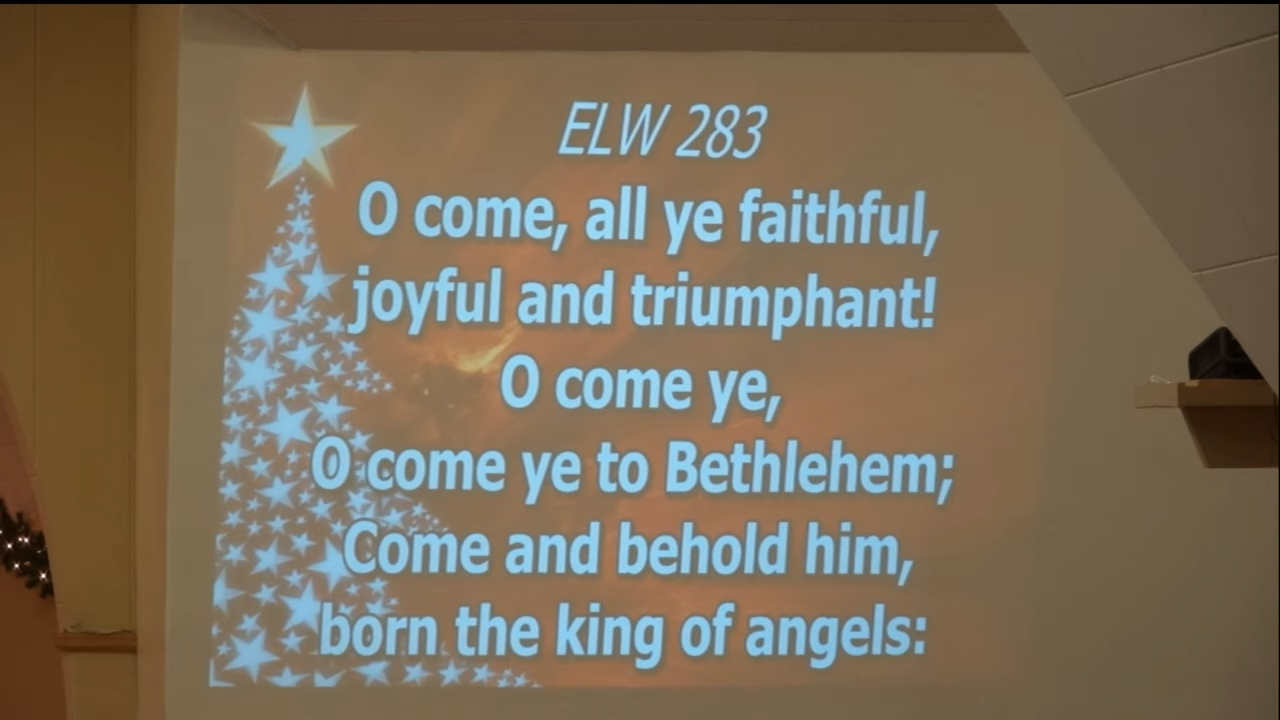 ELW 283
O come, all ye faithful,
joyful and triumphant!
O come ye,
O come ye to Bethlehem;
Come and behold him,
born the king of angels: